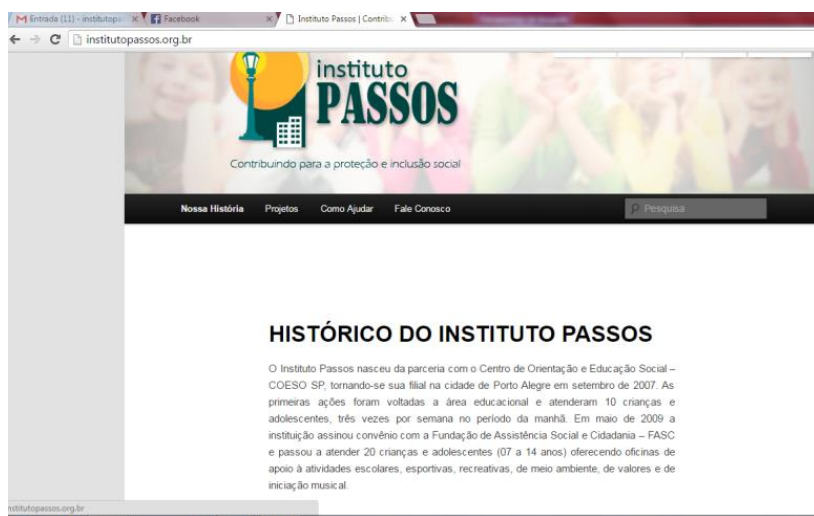 Entrada (11) - institutopa
Facebook
Instituto Passos | Contribu
institutopassos.org.br
instituto
PASSOS
Contribuindo para a proteção e inclusão social
Nossa História Projetos Como Ajudar Fale Conosco Pesquisa
HISTÓRICO DO INSTITUTO PASSOS
O Instituto Passos nasceu da parceria com o Centro de Orientação e Educação Social –
COESO SP, tornando-se sua filial na cidade de Porto Alegre em setembro de 2007. As
primeiras ações foram voltadas a área educacional e atenderam 10 crianças e
adolescentes, três vezes por semana no período da manhã. Em maio de 2009 a
instituição assinou convênio com a Fundação de Assistência Social e Cidadania – FASC
e passou a atender 20 crianças e adolescentes (07 a 14 anos) oferecendo oficinas de
apoio à atividades escolares, esportivas, recreativas, de meio ambiente, de valores e de
iniciação musical.
nstitutopassos.org.br